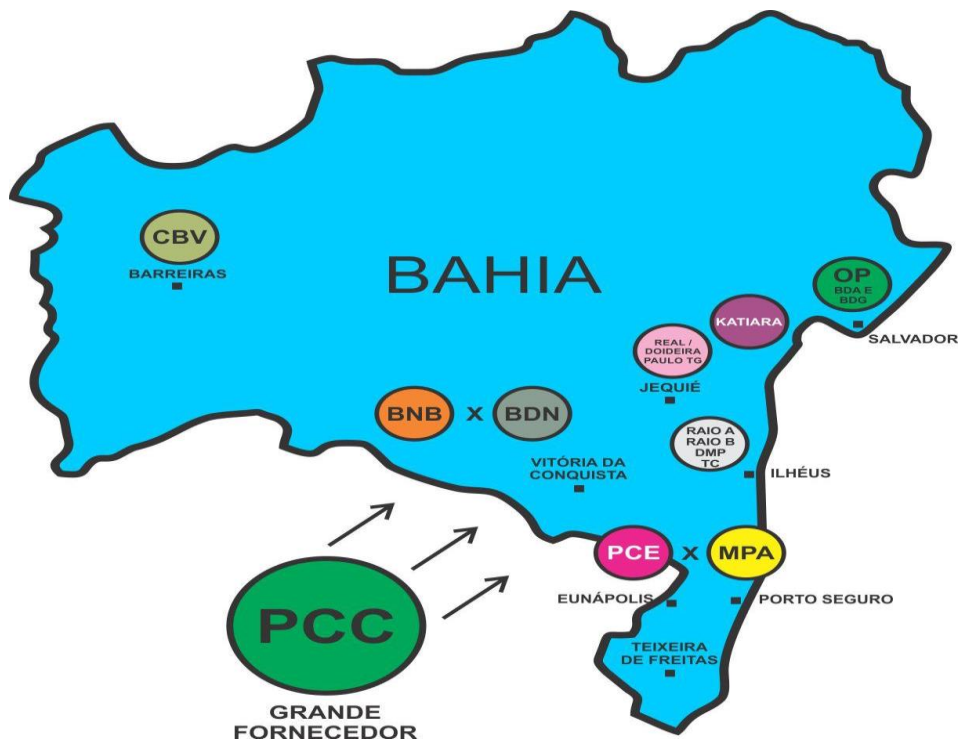 CBV
BARREIRAS
BAHIA
OP
BDA E
BDG
SALVADOR
KATIARA
REAL /
DOIDEIRA
PAULO TG
JEQUIÉ
BNB X BDN
RAIO A
RAIO B
DMP
TC
ILHÉUS
VITÓRIA DA
CONQUISTA
PCE X MPA
EUNÁPOLIS
PORTO SEGURO
TEIXEIRA
DE FREITAS
PCC
GRANDE
FORNECEDOR